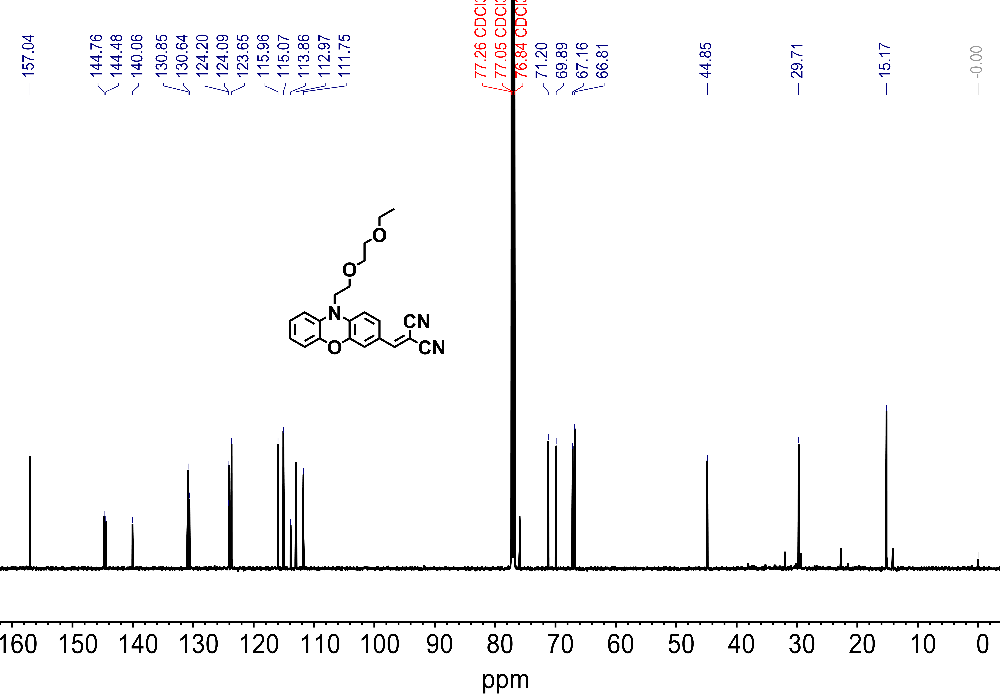 157.04
144.76
144.48
140.06
130.85
130.64
124.20
124.09
123.65
115.96
115.07
113.86
112.97
111.75
77.26 CDCl3
77.05 CDCl3
76.84 CDCl3
71.20
69.89
67.16
66.81
44.85
29.71
15.17
-0.00
O
O
N
O
CN
CN
160 150 140 130 120 110 100 90 80 70 60 50 40 30 20 10 0
ppm